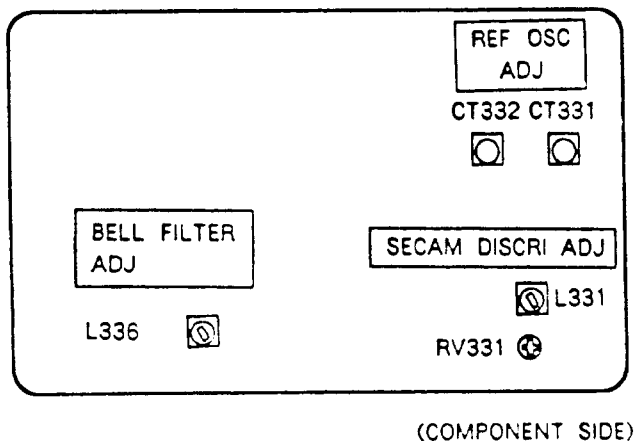 REF OSC
ADJ
CT332 CT331
BELL FILTER
ADJ
SECAM DISCRI ADJ
L331
L336
RV331
(COMPONENT SIDE)